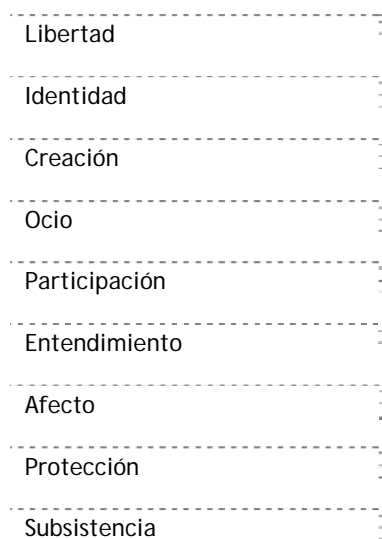 Libertad
Identidad
Creación
Ocio
Participación
Entendimiento
Afecto
Protección
Subsistencia